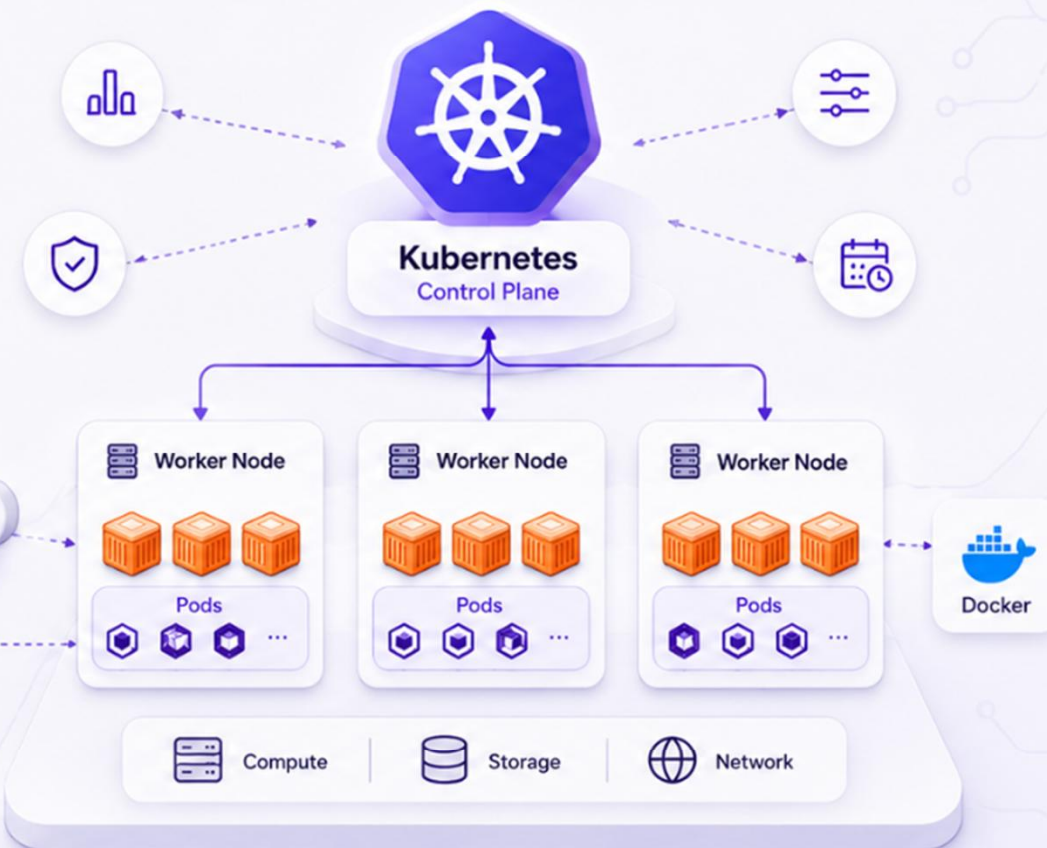 Kubernetes
Control Plane
Worker Node
Worker Node
Worker Node
Pods
...
Pods
...
Pods
...
Docker
Compute
Storage
Network